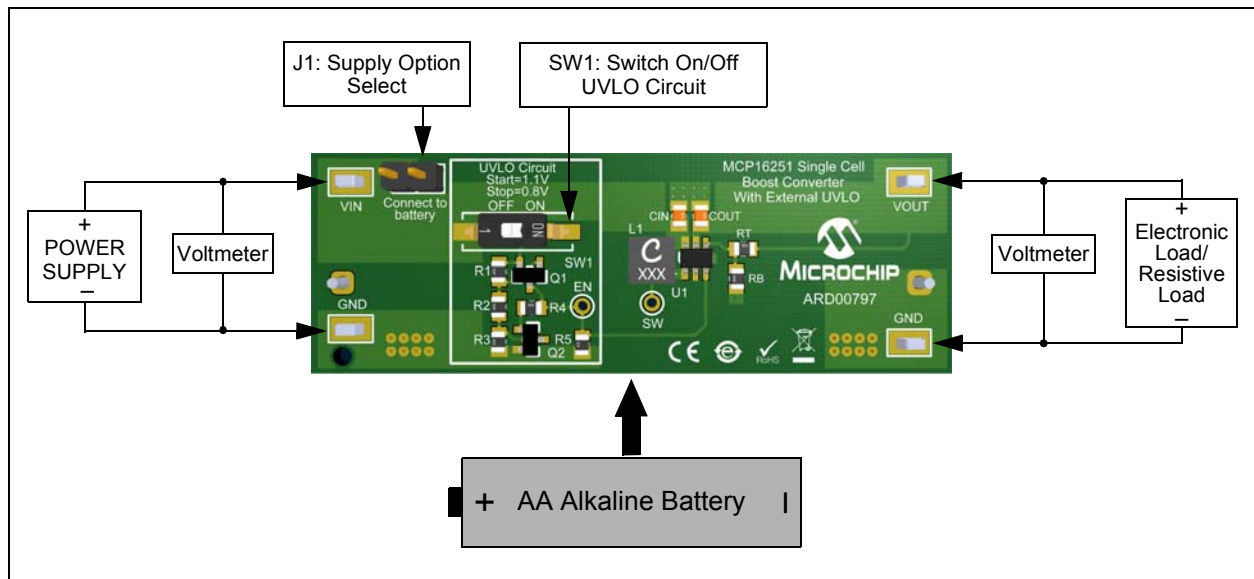 J1: Supply Option
Select
SW1: Switch On/Off
UVLO Circuit
UVLO Circuit
Start=1.1V
Stop=0.8V
OFF ON
MCP16251 Single Cell
Boost Converter
With External UVLO
VIN
Connect to
battery
VOUT
1
ON
CIN
COUT
L1
C
XXX
RT
RB
U1
SW
MICROCHIP
ARD00797
R1
R2
R3
Q1
SW1
R4
EN
R5
Q2
GND
GND
CE
e
RoHS
+
POWER
SUPPLY
–
Voltmeter
Voltmeter
+
Electronic
Load/
Resistive
Load
–
+ AA Alkaline Battery –